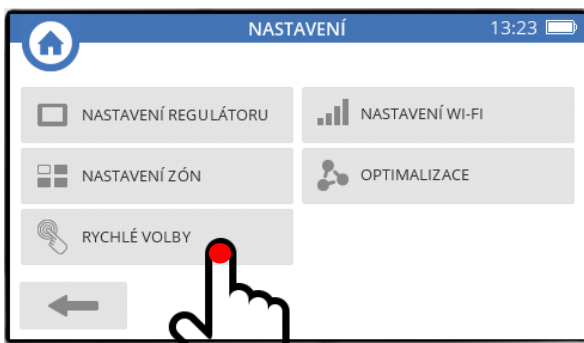 NASTAVENÍ 13:23
NASTAVENÍ REGULÁTORU
NASTAVENÍ WI-FI
NASTAVENÍ ZÓN
OPTIMALIZACE
RYCHLÉ VOLBY